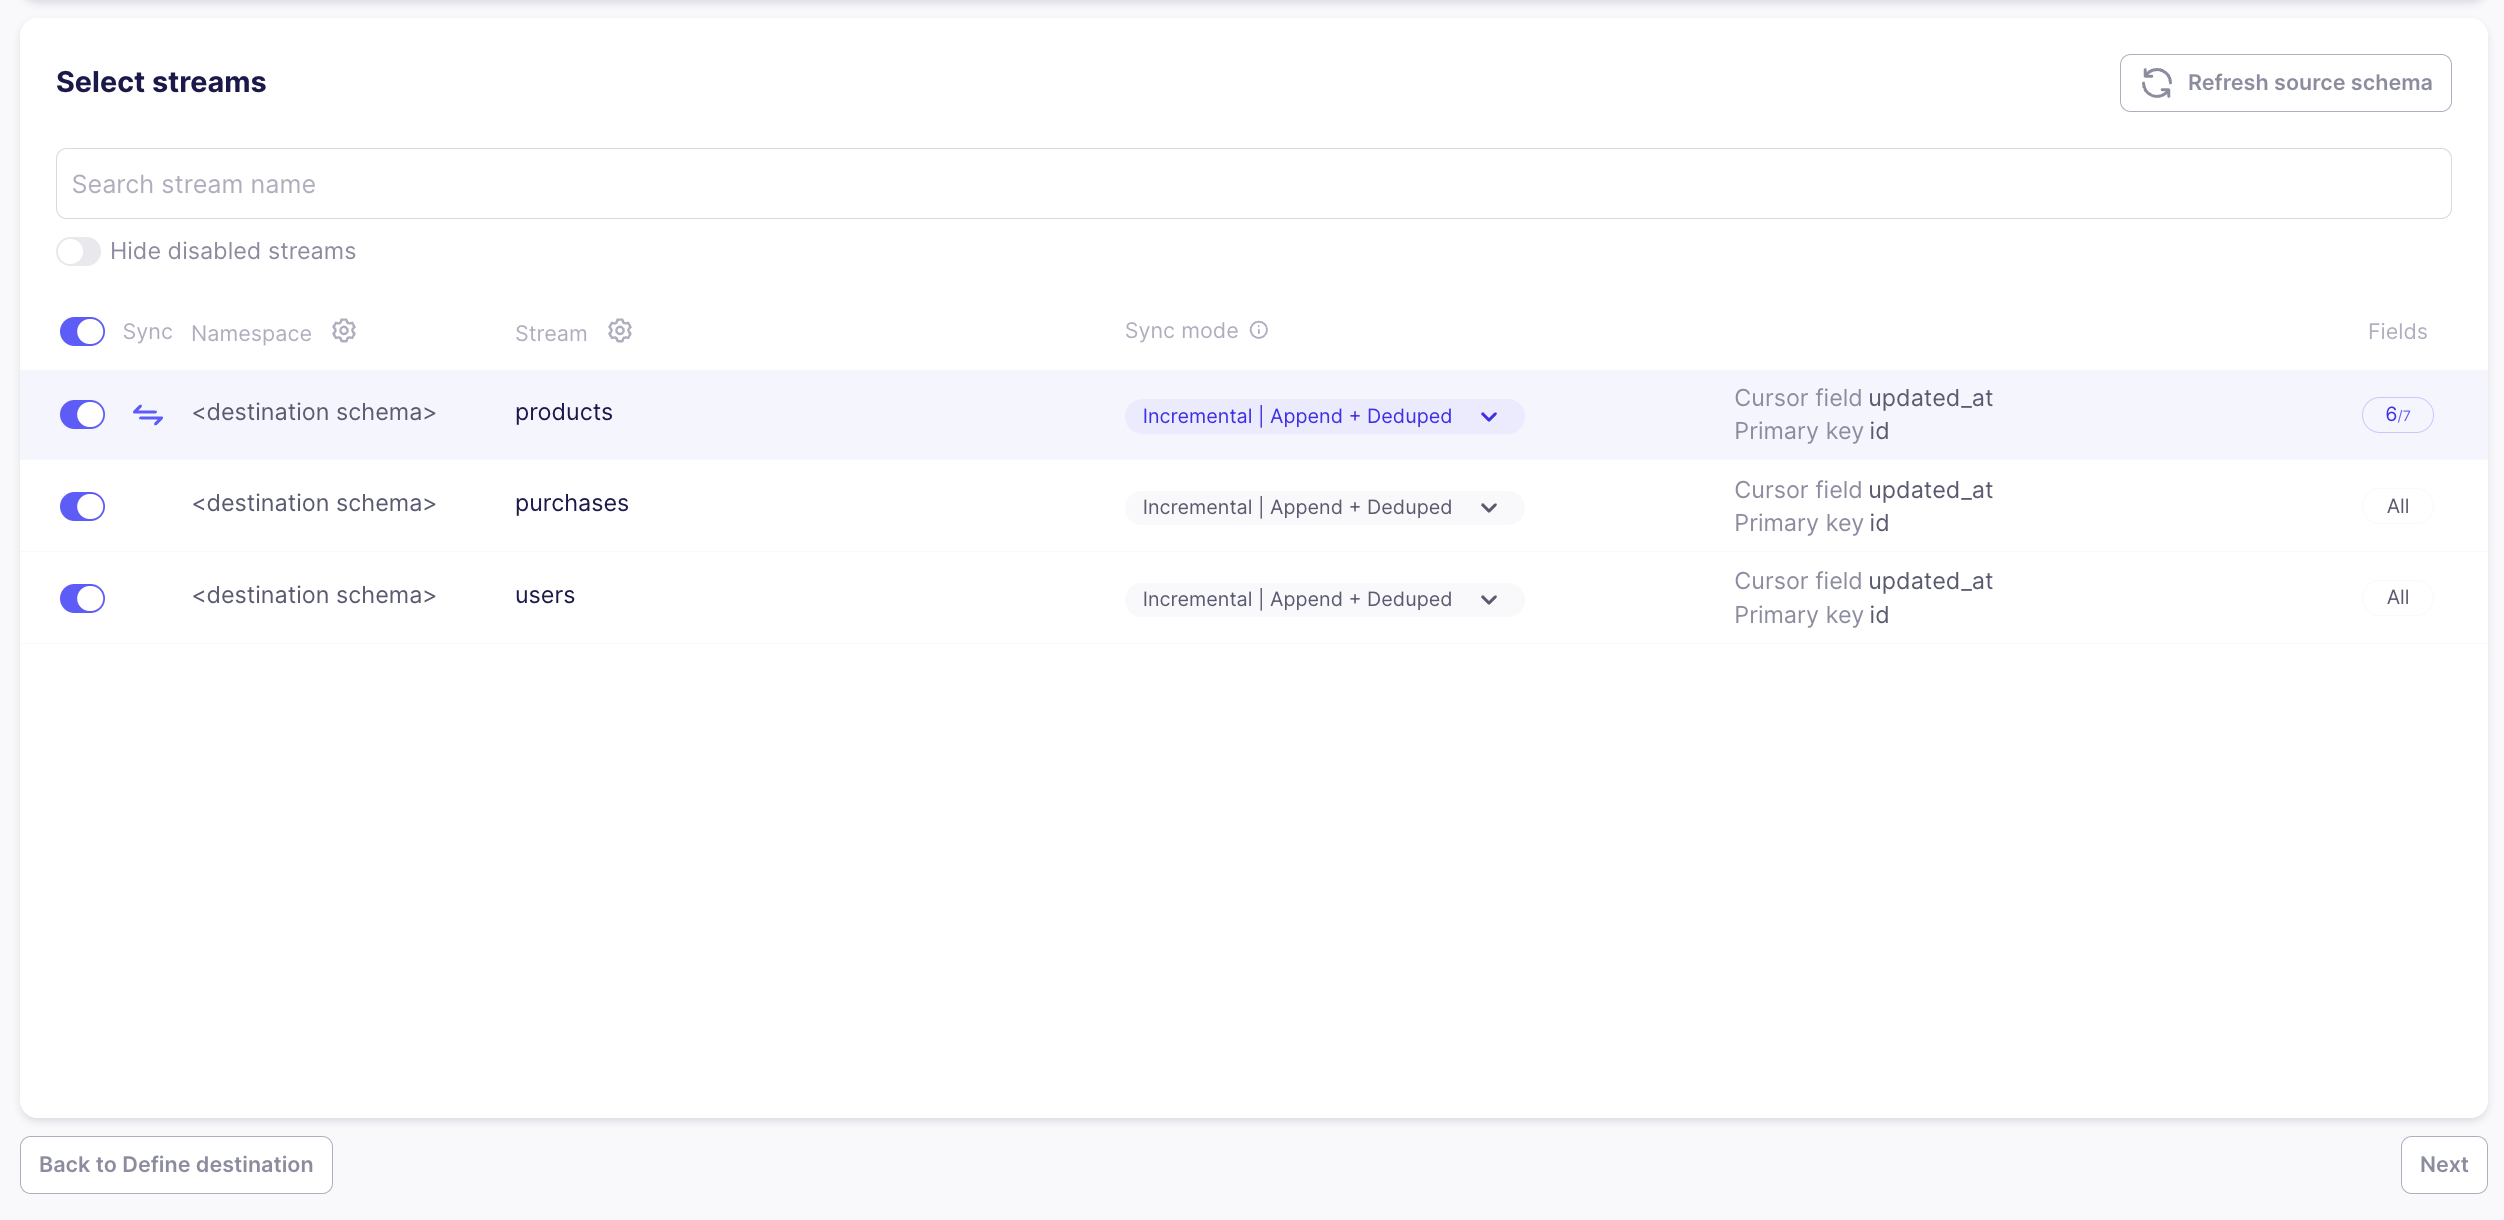 Select streams
Refresh source schema
Search stream name
Hide disabled streams
Sync Namespace Stream Sync mode Fields
<destination schema> products Incremental | Append + Deduped Cursor field updated_at
Primary key id
6/7
<destination schema> purchases Incremental | Append + Deduped Cursor field updated_at
Primary key id
All
<destination schema> users Incremental | Append + Deduped Cursor field updated_at
Primary key id
All
Back to Define destination
Next